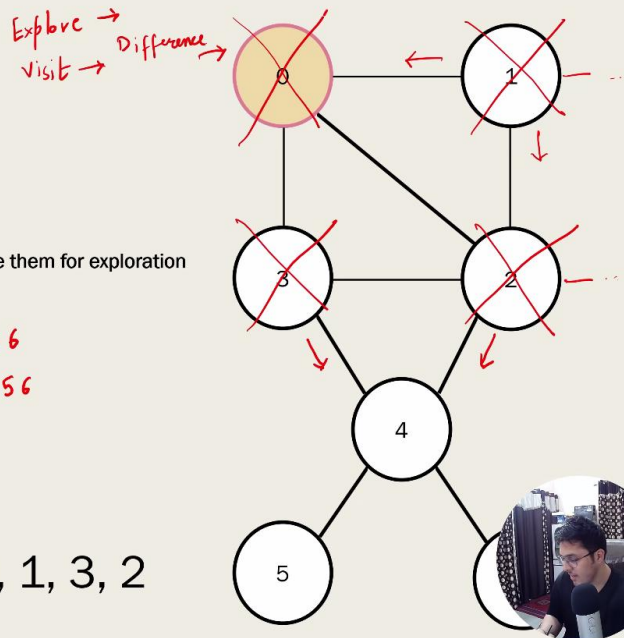 Explore →
Visit → Difference →
0
1
e them for exploration
3
2
6
5 6
4
, 1, 3, 2
5